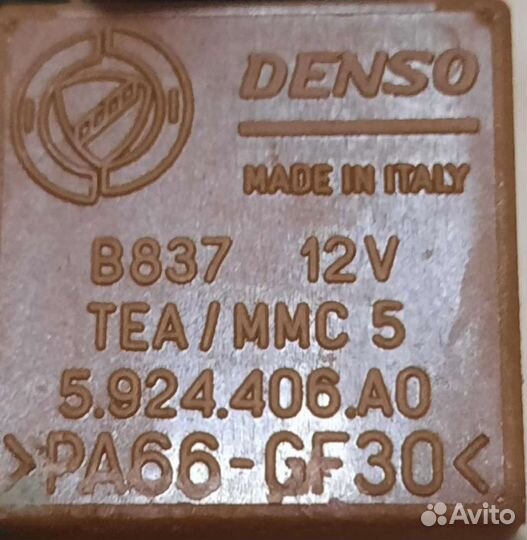 DENSO
MADE IN ITALY
B837 12V
TEA/MMC 5
5.924.406.A0
>PA66-GF30<
Avito